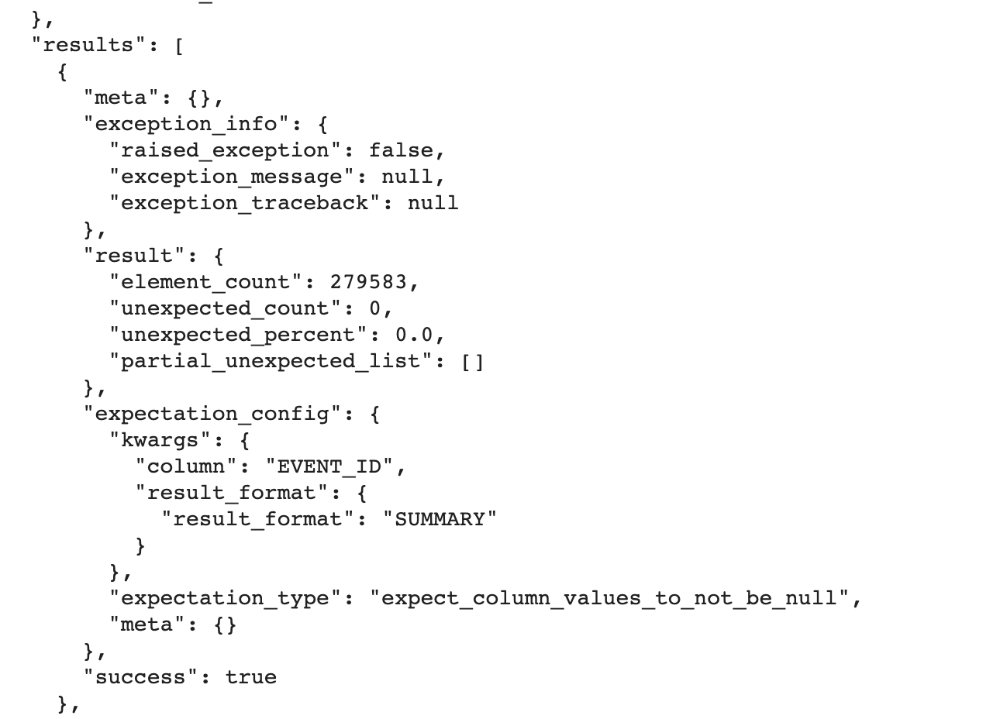 },
"results": [
{
"meta": {},
"exception_info": {
"raised_exception": false,
"exception_message": null,
"exception_traceback": null
},
"result": {
"element_count": 279583,
"unexpected_count": 0,
"unexpected_percent": 0.0,
"partial_unexpected_list": []
},
"expectation_config": {
"kwargs": {
"column": "EVENT_ID",
"result_format": {
"result_format": "SUMMARY"
}
},
"expectation_type": "expect_column_values_to_not_be_null",
"meta": {}
},
"success": true
},